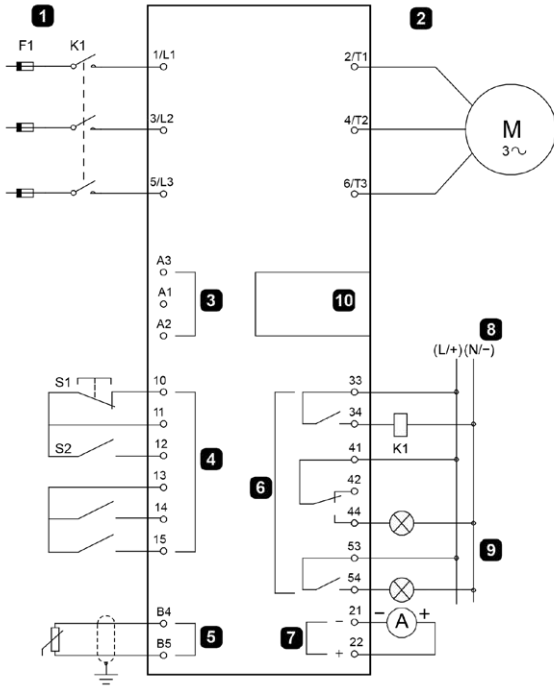 1
2
F1
K1
1/L1
2/T1
3/L2
4/T2
M
3~
5/L3
6/T3
A3
A1
A2
3
10
8
(L/+)(N/−)
S1
10
33
11
34
K1
S2
12
4
41
13
6
42
14
44
15
53
9
54
B4
21
− A +
5
7
−
B5
22
+